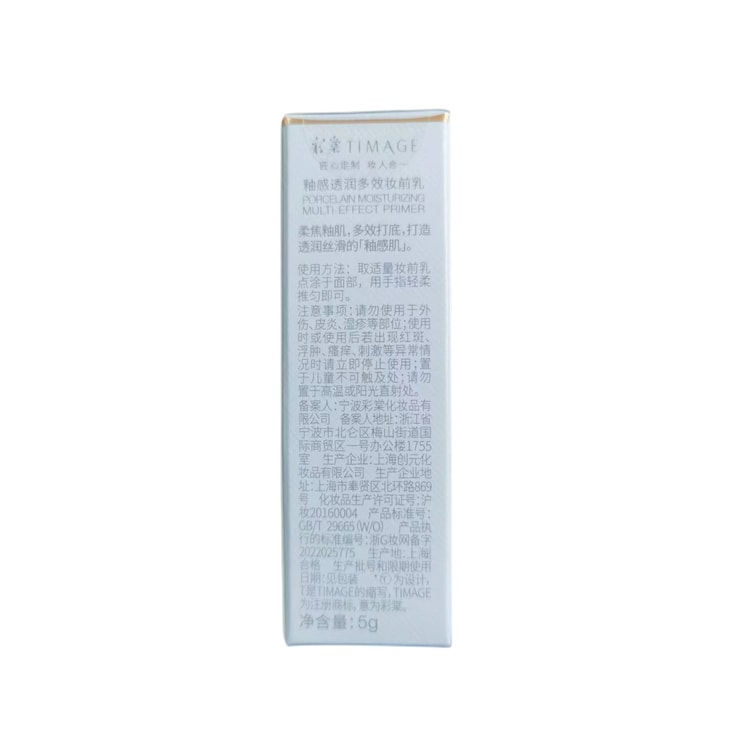 彩棠TIMAGE
匠心定制 妆人合一
釉感透润多效妆前乳
PORCELAIN MOISTURIZING
MULTI-EFFECT PRIMER
柔焦釉肌，多效打底，打造
透润丝滑的「釉感肌」。
使用方法：取适量妆前乳
点涂于面部，用手指轻柔
推匀即可。
注意事项：请勿使用于外
伤、皮炎、湿疹等部位；使用
时或使用后若出现红斑、
浮肿、瘙痒、刺激等异常情
况时请立即停止使用；置
于儿童不可触及处；请勿
置于高温或阳光直射处。
备案人：宁波彩棠化妆品有
限公司 备案人地址：浙江省
宁波市北仑区梅山街道国
际商贸区一号办公楼1755
室 生产企业：上海创元化
妆品有限公司 生产企业地
址：上海市奉贤区北环路869
号 化妆品生产许可证号：沪
妆20160004 产品标准号：
GB/T 29665 (W/O) 产品执
行的标准编号：浙G妆网备字
2022025775 生产地：上海
合格 生产批号和限期使用
日期：见包装 *①为设计，
T是TIMAGE的缩写，TIMAGE
为注册商标。意为彩棠。
净含量：5g